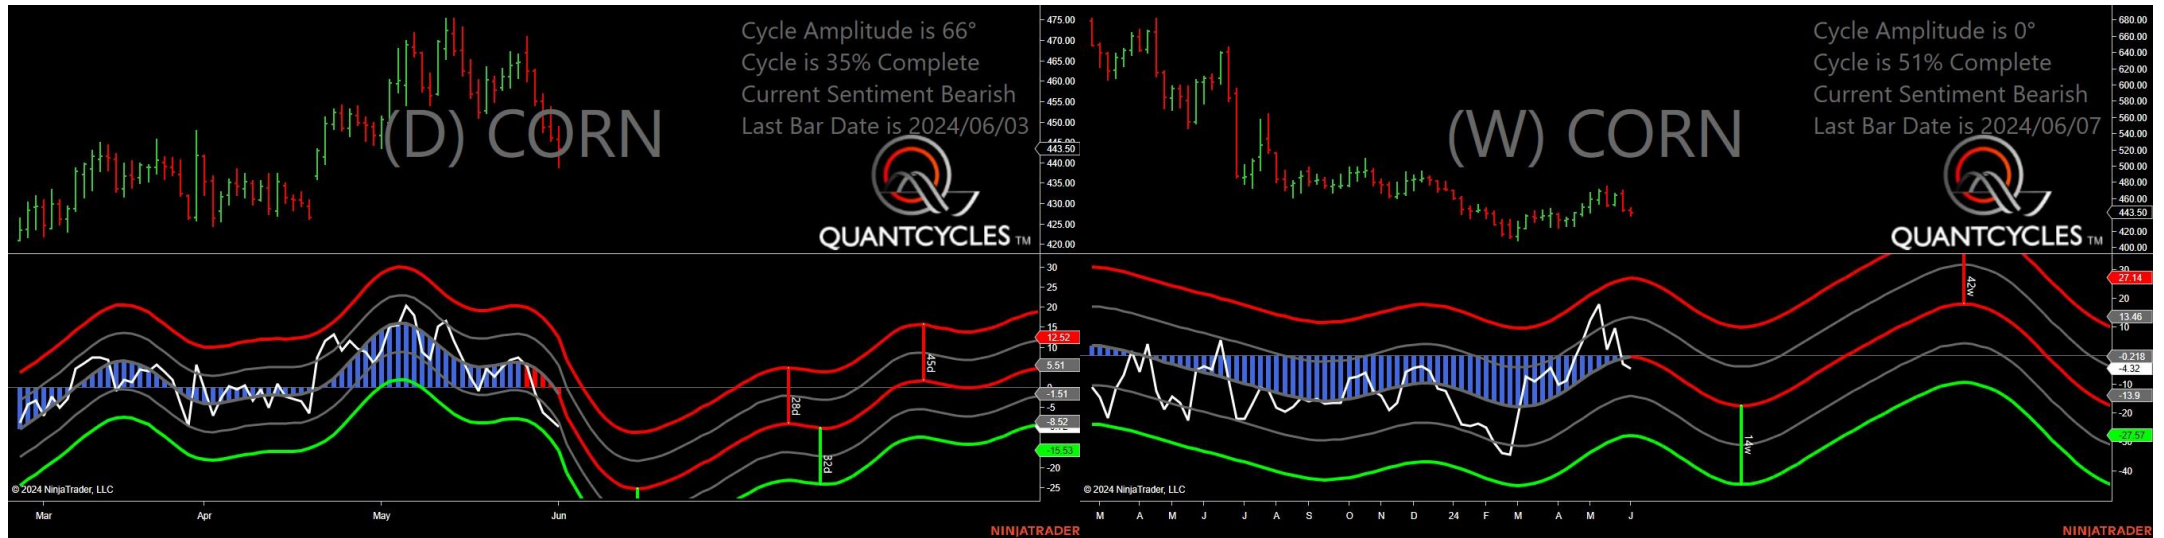 Cycle Amplitude is 66°
Cycle is 35% Complete
Current Sentiment Bearish
Last Bar Date is 2024/06/03
(D) CORN
QUANTCYCLES TM
475.00
470.00
465.00
460.00
455.00
450.00
445.00
443.50
440.00
435.00
430.00
425.00
420.00
30
25
20
15
12.52
10
5.51
0
-1.51
-5
-8.52
-15.53
-20
-25
28d
32d
45d
© 2024 NinjaTrader, LLC
Mar Apr May Jun
NINJATRADER
Cycle Amplitude is 0°
Cycle is 51% Complete
Current Sentiment Bearish
Last Bar Date is 2024/06/07
(W) CORN
QUANTCYCLES TM
680.00
660.00
640.00
620.00
600.00
580.00
560.00
540.00
520.00
500.00
480.00
460.00
443.50
420.00
400.00
30
27.14
20
13.46
10
-0.218
-4.32
-10
-13.9
-20
-27.57
-30
-40
42w
14w
© 2024 NinjaTrader, LLC
M A M J J A S O N D 24 F M A M J
NINJATRADER